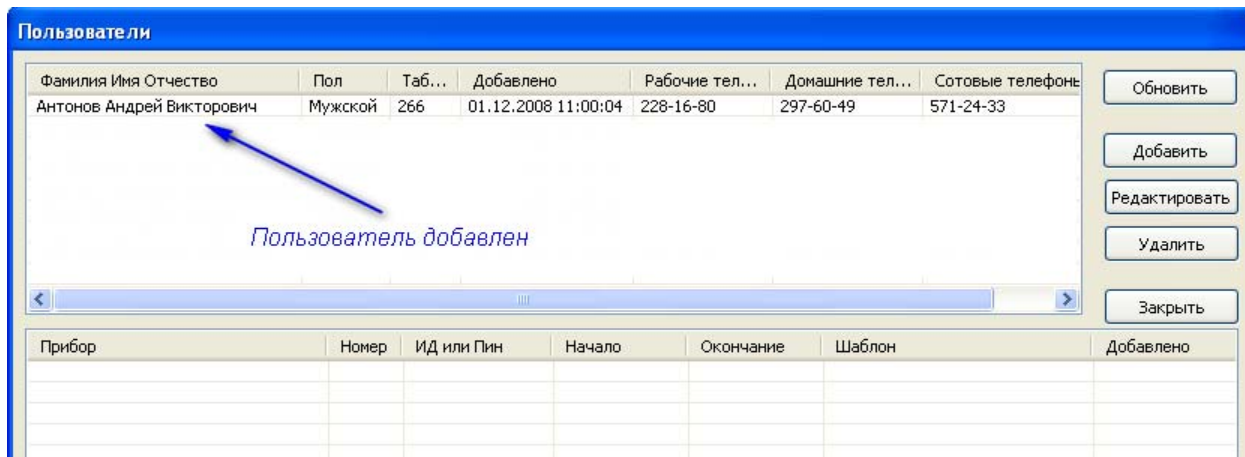 Пользователи
Фамилия Имя Отчество Пол Таб... Добавлено Рабочие тел... Домашние тел... Сотовые телефоны
Антонов Андрей Викторович Мужской 266 01.12.2008 11:00:04 228-16-80 297-60-49 571-24-33
Обновить
Добавить
Редактировать
Пользователь добавлен
Удалить
Закрыть
Прибор Номер ИД или Пин Начало Окончание Шаблон Добавлено